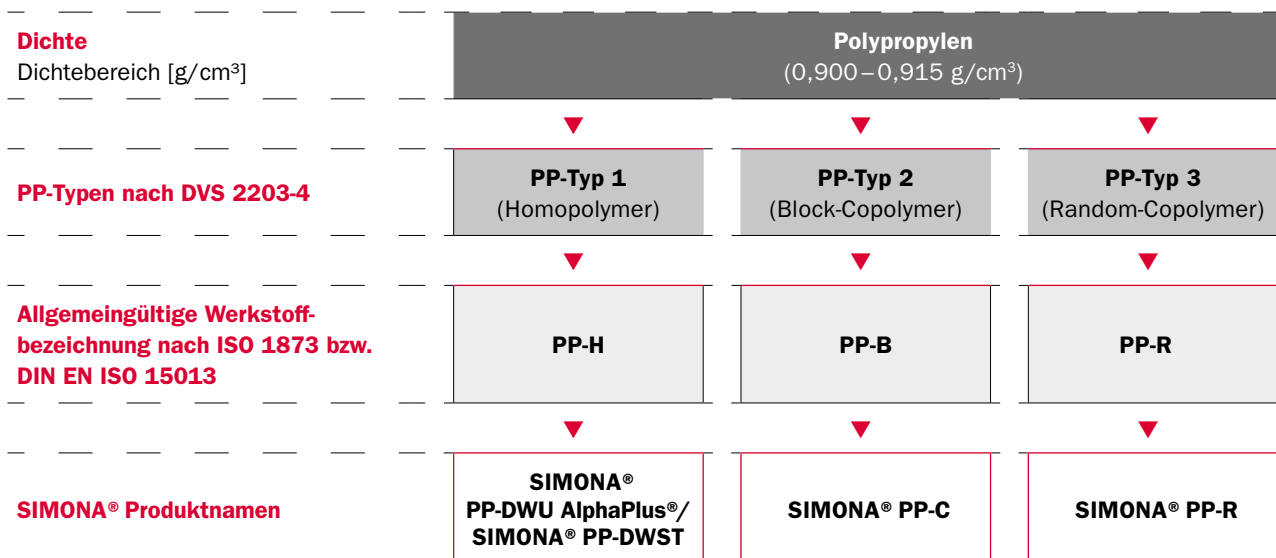 Dichte
Dichtebereich [g/cm³]
Polypropylen
(0,900–0,915 g/cm³)
PP-Typen nach DVS 2203-4
PP-Typ 1
(Homopolymer)
PP-Typ 2
(Block-Copolymer)
PP-Typ 3
(Random-Copolymer)
Allgemeingültige Werkstoff-
bezeichnung nach ISO 1873 bzw.
DIN EN ISO 15013
PP-H
PP-B
PP-R
SIMONA® Produktnamen
SIMONA®
PP-DWU AlphaPlus®/
SIMONA® PP-DWST
SIMONA® PP-C
SIMONA® PP-R